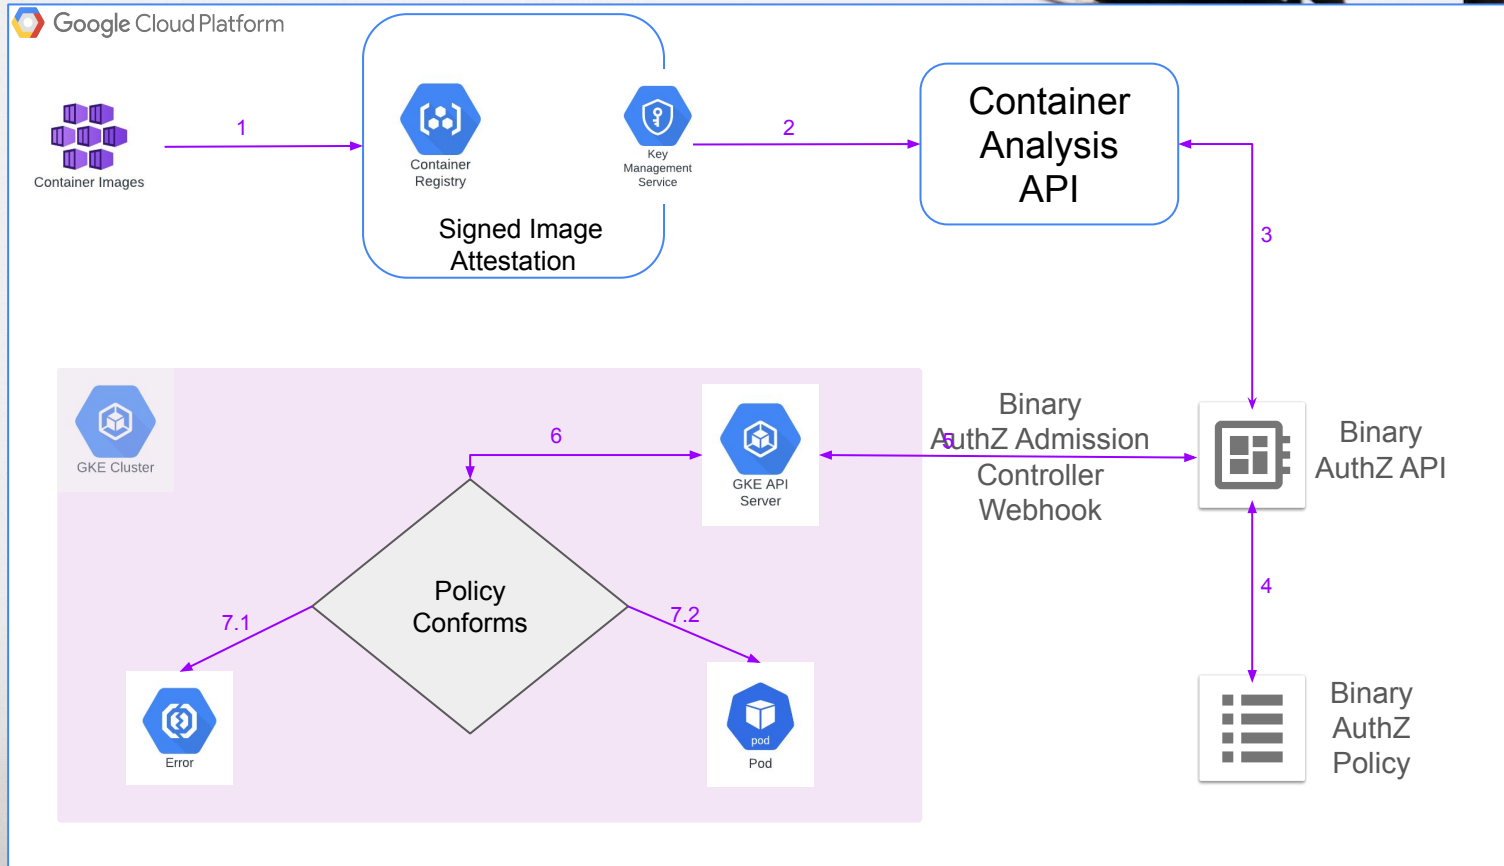 Google Cloud Platform
Container Images
1
Container
Registry
Key
Management
Service
Signed Image
Attestation
2
Container
Analysis
API
3
GKE Cluster
6
GKE API
Server
Binary
AuthZ Admission
Controller
Webhook
5
Binary
AuthZ API
4
Policy
Conforms
7.1
7.2
Error
pod
Pod
Binary
AuthZ
Policy